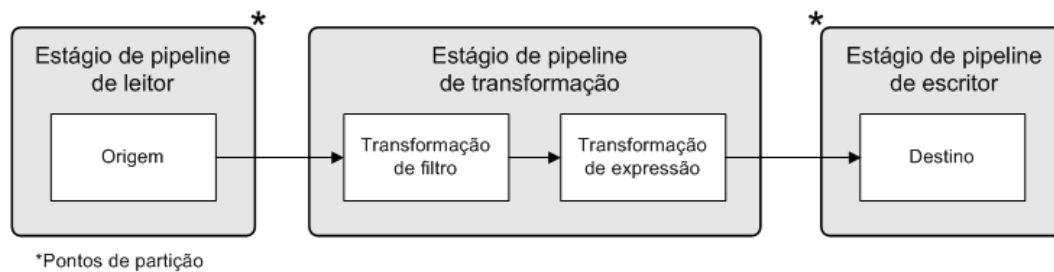 *
*
Estágio de pipeline
de leitor
Origem
Estágio de pipeline
de transformação
Transformação
de filtro
Transformação
de expressão
Estágio de pipeline
de escritor
Destino
*Pontos de partição